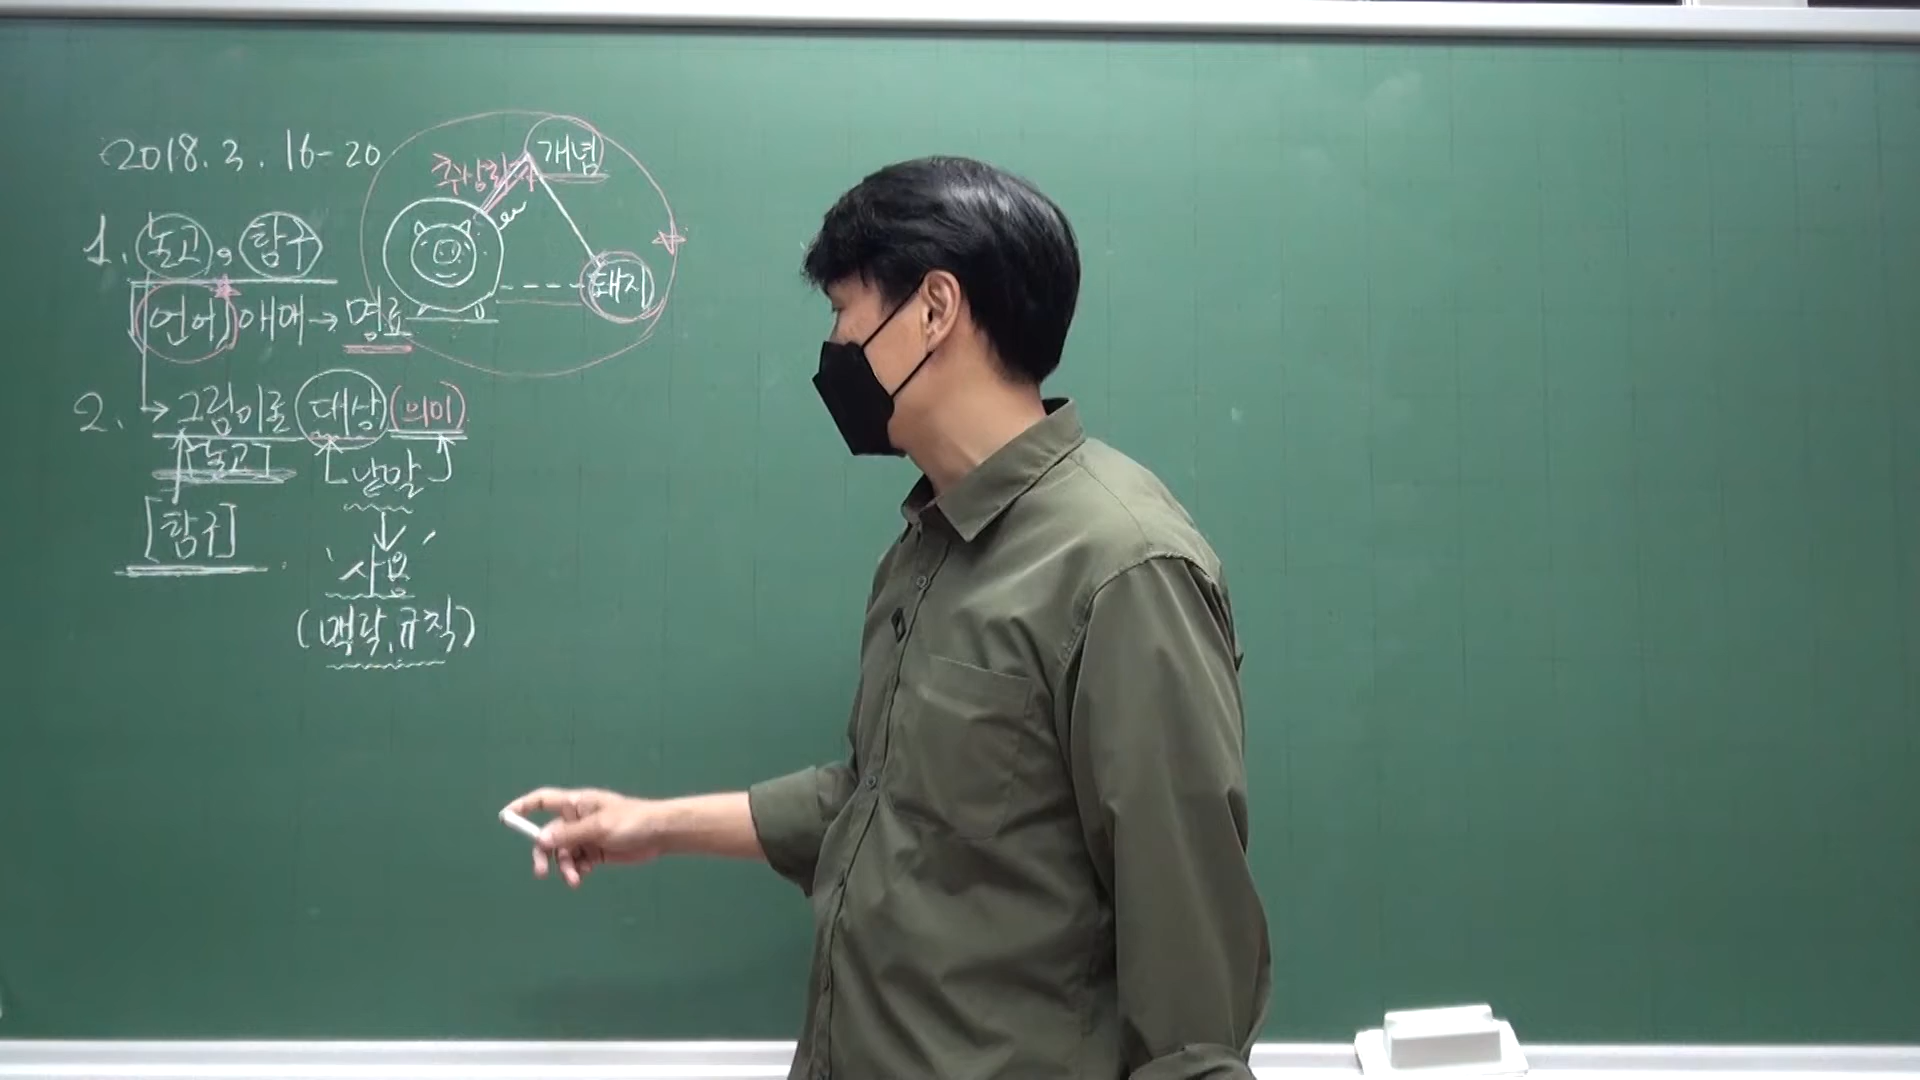 2018. 3. 16-20
추상화
개념
돼지
1. 논고, 탐구
언어 애매 → 명료
2. → 그림이론 대상 (의미)
「논고」
[낱말]
↓
[탐구]
'사용'
(맥락, 규칙)